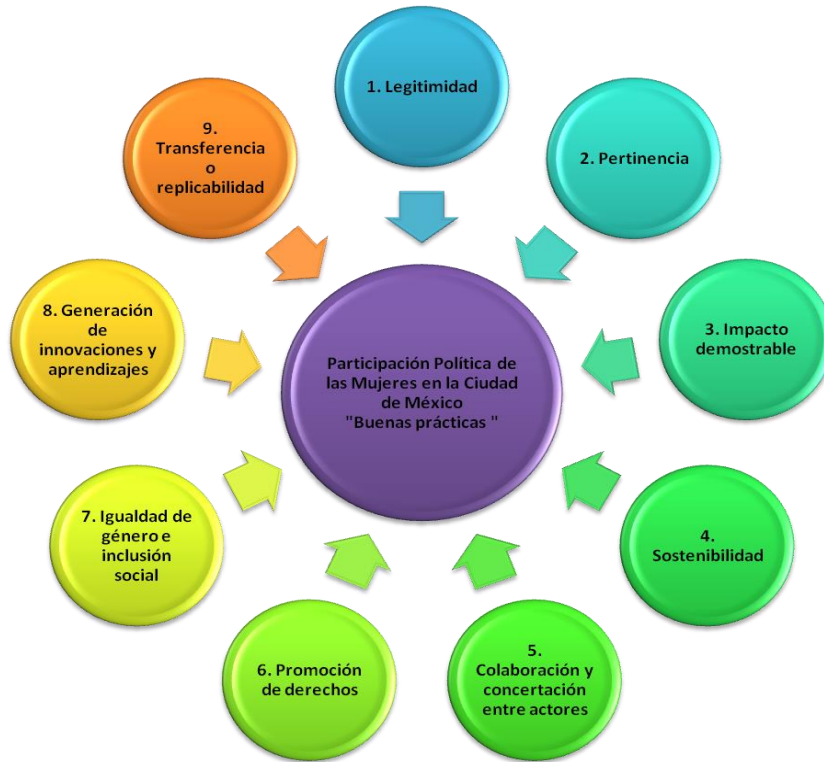 1. Legitimidad
2. Pertinencia
3. Impacto
demostrable
4.
Sostenibilidad
5.
Colaboración y
concertación
entre actores
6. Promoción
de derechos
7. Igualdad de
género e
inclusión
social
8. Generación
de
innovaciones y
aprendizajes
9.
Transferencia
o
replicabilidad
Participación Política de
las Mujeres en la Ciudad
de México
"Buenas prácticas "